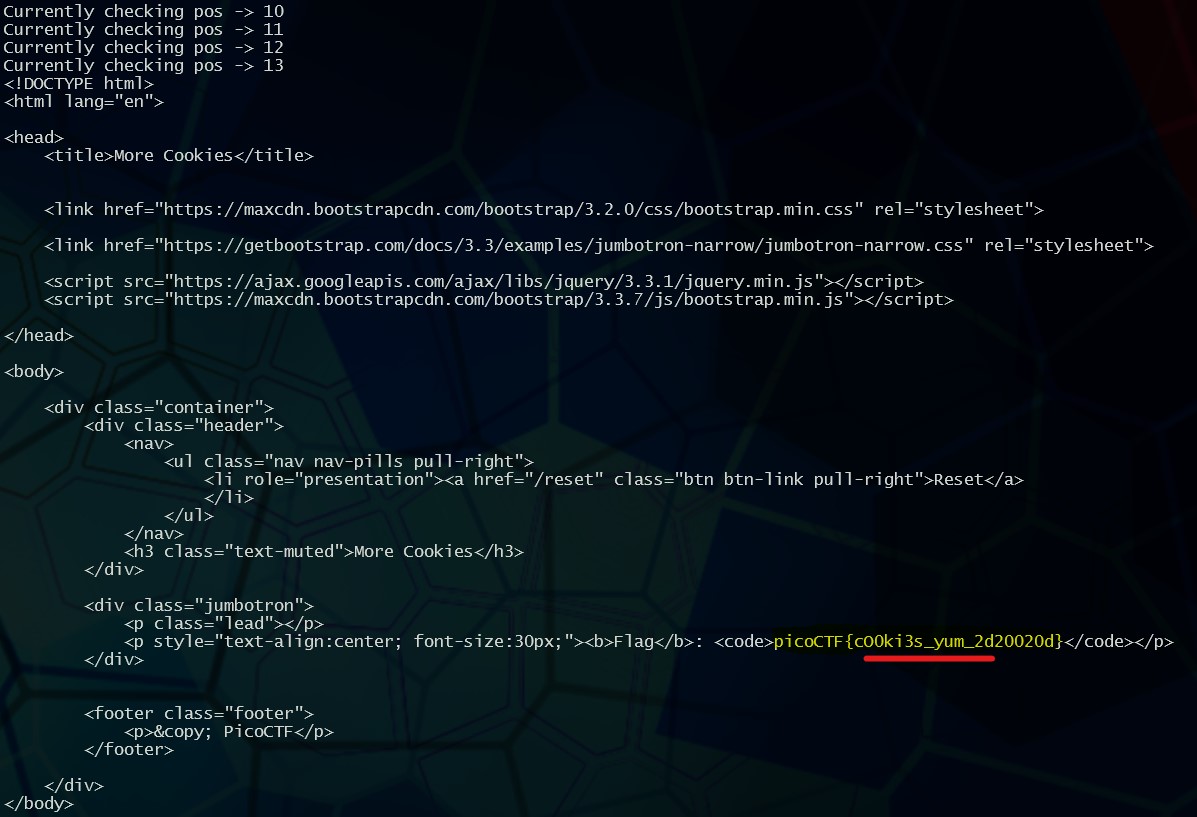 Currently checking pos -> 10
Currently checking pos -> 11
Currently checking pos -> 12
Currently checking pos -> 13
<!DOCTYPE html>
<html lang="en">
<head>
<title>More Cookies</title>
<link href="https://maxcdn.bootstrapcdn.com/bootstrap/3.2.0/css/bootstrap.min.css" rel="stylesheet">
<link href="https://getbootstrap.com/docs/3.3/examples/jumbotron-narrow/jumbotron-narrow.css" rel="stylesheet">
<script src="https://ajax.googleapis.com/ajax/libs/jquery/3.3.1/jquery.min.js"></script>
<script src="https://maxcdn.bootstrapcdn.com/bootstrap/3.3.7/js/bootstrap.min.js"></script>
</head>
<body>
<div class="container">
<div class="header">
<nav>
<ul class="nav nav-pills pull-right">
<li role="presentation"><a href="/reset" class="btn btn-link pull-right">Reset</a>
</li>
</ul>
</nav>
<h3 class="text-muted">More Cookies</h3>
</div>
<div class="jumbotron">
<p class="lead"></p>
<p style="text-align:center; font-size:30px;"><b>Flag</b>: <code>picoCTF{cO0ki3s_yum_2d20020d}</code></p>
</div>
<footer class="footer">
<p>&copy; PicoCTF</p>
</footer>
</div>
</body>